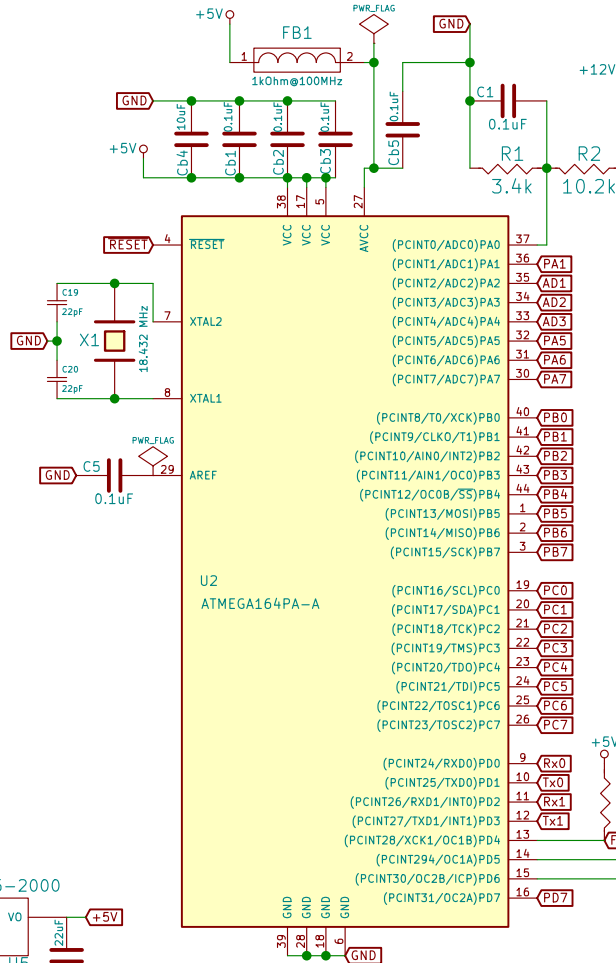 +5V
PWR_FLAG
GND
FB1
1 2
1kOhm@100MHz
+12V
GND
10uF 0.1uF 0.1uF 0.1uF 0.1uF
C1
0.1uF
+5V
Cb4 Cb1 Cb2 Cb3 Cb5
R1 R2
3.4k 10.2k
38 17 5 27
VCC VCC VCC AVCC
RESET 4 RESET
(PCINT0/ADC0)PA0 37
(PCINT1/ADC1)PA1 36 PA1
(PCINT2/ADC2)PA2 35 AD1
(PCINT3/ADC3)PA3 34 AD2
(PCINT4/ADC4)PA4 33 AD3
(PCINT5/ADC5)PA5 32 PA5
(PCINT6/ADC6)PA6 31 PA6
(PCINT7/ADC7)PA7 30 PA7
C19
22pF
7 XTAL2
GND
X1
18.432 MHz
C20
22pF
8 XTAL1
(PCINT8/T0/XCK)PB0 40 PB0
(PCINT9/CLKO/T1)PB1 41 PB1
(PCINT10/AIN0/INT2)PB2 42 PB2
(PCINT11/AIN1/OC0)PB3 43 PB3
(PCINT12/OC0B/SS)PB4 44 PB4
(PCINT13/MOSI)PB5 1 PB5
(PCINT14/MISO)PB6 2 PB6
(PCINT15/SCK)PB7 3 PB7
PWR_FLAG
GND
C5
0.1uF
29 AREF
U2
ATMEGA164PA-A
(PCINT16/SCL)PC0 19 PC0
(PCINT17/SDA)PC1 20 PC1
(PCINT18/TCK)PC2 21 PC2
(PCINT19/TMS)PC3 22 PC3
(PCINT20/TDO)PC4 23 PC4
(PCINT21/TDI)PC5 24 PC5
(PCINT22/TOSC1)PC6 25 PC6
(PCINT23/TOSC2)PC7 26 PC7
+5V
(PCINT24/RXD0)PD0 9 Rx0
(PCINT25/TXD0)PD1 10 Tx0
(PCINT26/RXD1/INT0)PD2 11 Rx1
(PCINT27/TXD1/INT1)PD3 12 Tx1
(PCINT28/XCK1/OC1B)PD4 13
(PCINT294/OC1A)PD5 14
(PCINT30/OC2B/ICP)PD6 15
(PCINT31/OC2A)PD7 16 PD7
GND GND GND GND
39 28 18 6
GND
-2000
VO
+5V
22uF